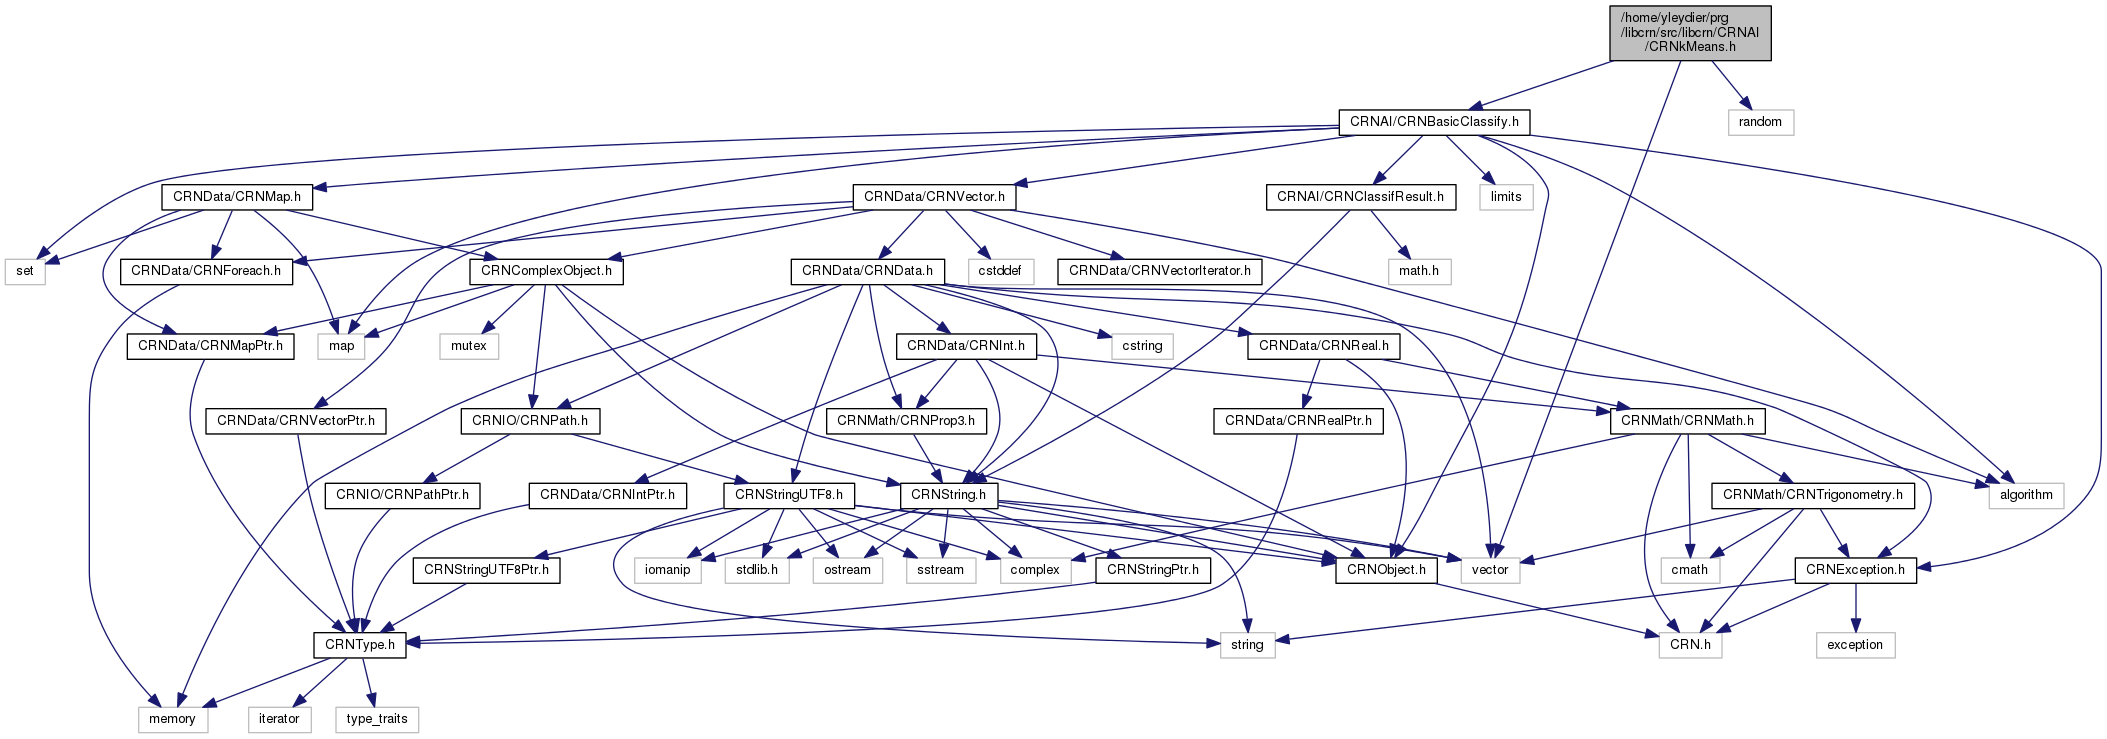 /home/yleydier/prg
/libcrn/src/libcrn/CRNAI
/CRNkMeans.h
CRNAI/CRNBasicClassify.h
random
CRNData/CRNMap.h
CRNData/CRNVector.h
CRNAI/CRNClassifResult.h
limits
set
CRNData/CRNForeach.h
CRNComplexObject.h
CRNData/CRNData.h
cstddef
CRNData/CRNVectorIterator.h
math.h
CRNData/CRNMapPtr.h
map
mutex
CRNData/CRNInt.h
cstring
CRNData/CRNReal.h
CRNData/CRNVectorPtr.h
CRNIO/CRNPath.h
CRNMath/CRNProp3.h
CRNData/CRNRealPtr.h
CRNMath/CRNMath.h
CRNIO/CRNPathPtr.h
CRNData/CRNIntPtr.h
CRNStringUTF8.h
CRNString.h
CRNMath/CRNTrigonometry.h
algorithm
CRNStringUTF8Ptr.h
iomanip
stdlib.h
ostream
sstream
complex
CRNStringPtr.h
CRNObject.h
vector
cmath
CRNException.h
CRNType.h
string
CRN.h
exception
memory
iterator
type_traits